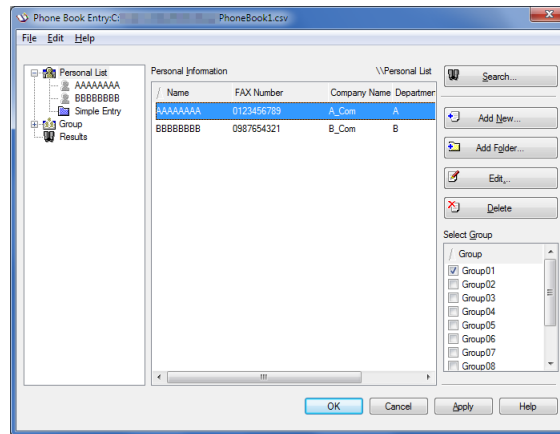 Phone Book Entry:C: PhoneBook1.csv
File Edit Help
Personal List
AAAAAAAA
BBBBBBBB
Simple Entry
Group
Results
Personal Information \\Personal List
/ Name FAX Number Company Name Departmen
AAAAAAAA 0123456789 A_Com A
BBBBBBBB 0987654321 B_Com B
Search...
Add New...
Add Folder...
Edit...
Delete
Select Group
/ Group
Group01
Group02
Group03
Group04
Group05
Group06
Group07
Group08
OK Cancel Apply Help